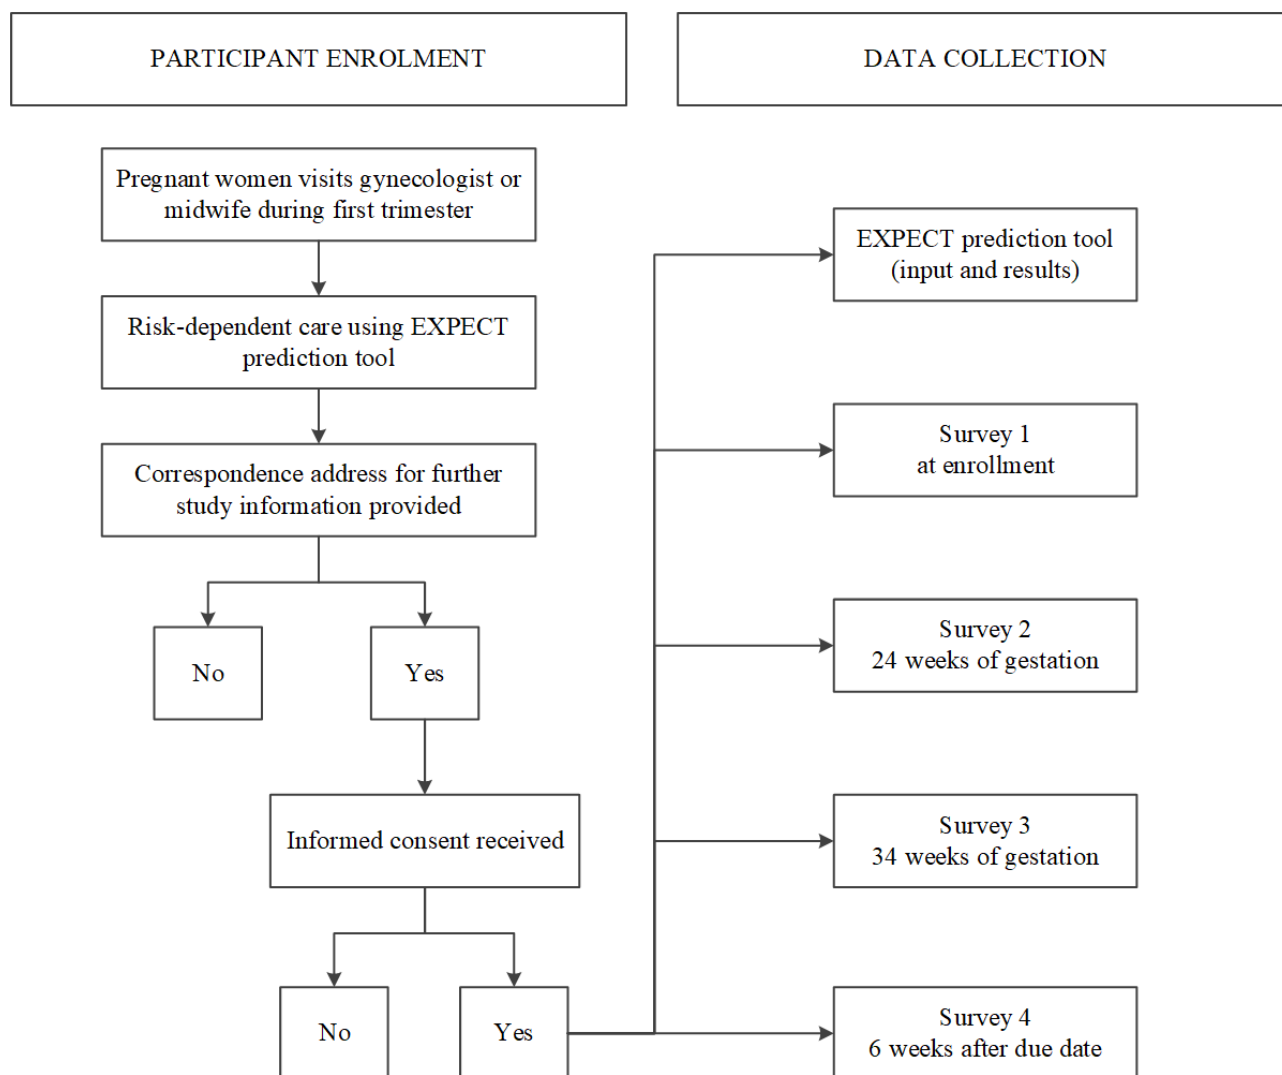 PARTICIPANT ENROLMENT
Pregnant women visits gynecologist or
midwife during first trimester
Risk-dependent care using EXPECT
prediction tool
Correspondence address for further
study information provided
No
Yes
Informed consent received
No
Yes
DATA COLLECTION
EXPECT prediction tool
(input and results)
Survey 1
at enrollment
Survey 2
24 weeks of gestation
Survey 3
34 weeks of gestation
Survey 4
6 weeks after due date